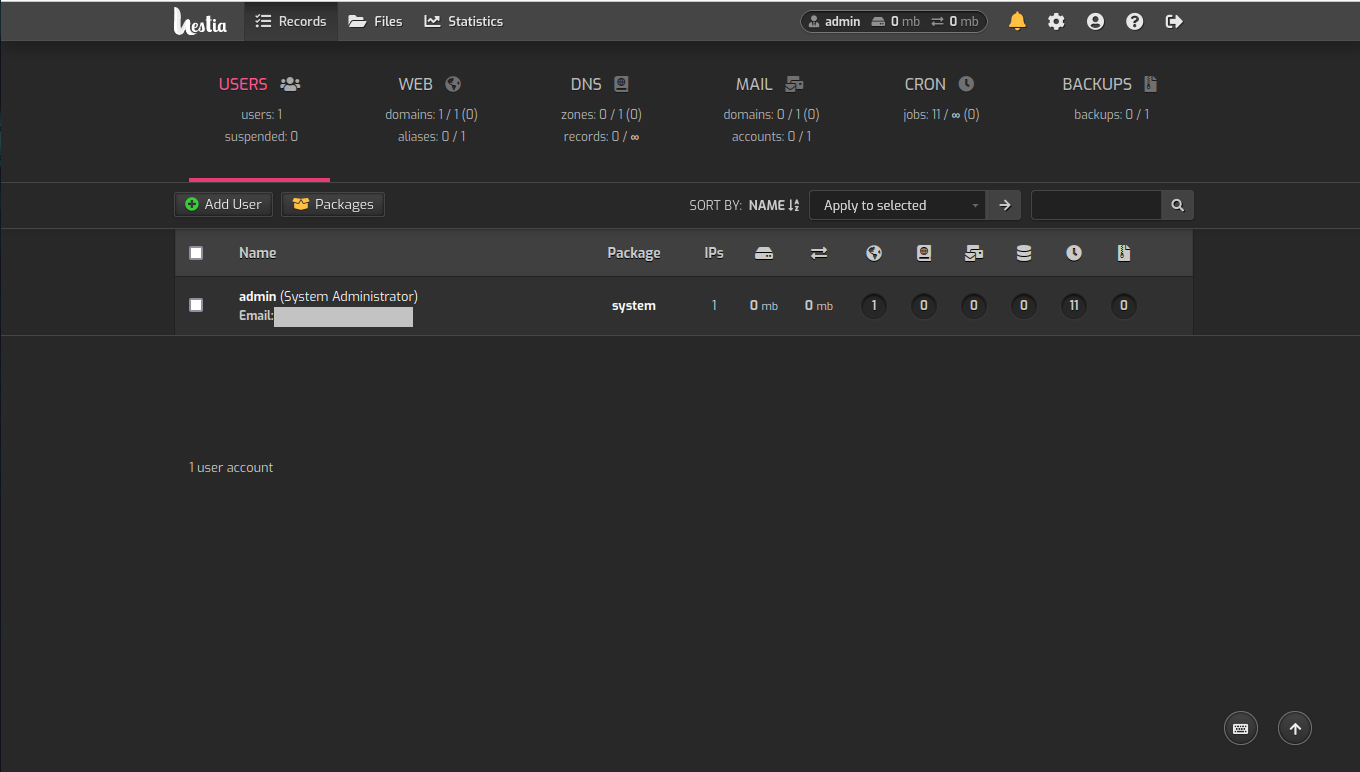 Hestia Records Files Statistics admin 0 mb 0 mb
USERS WEB DNS MAIL CRON BACKUPS
users: 1 domains: 1 / 1 (0) zones: 0 / 1 (0) domains: 0 / 1 (0) jobs: 11 / ∞ (0) backups: 0 / 1
suspended: 0 aliases: 0 / 1 records: 0 / ∞ accounts: 0 / 1
Add User Packages SORT BY: NAME Apply to selected
Name Package IPs
admin (System Administrator) system 1 0 mb 0 mb 1 0 0 0 11 0
Email:
1 user account